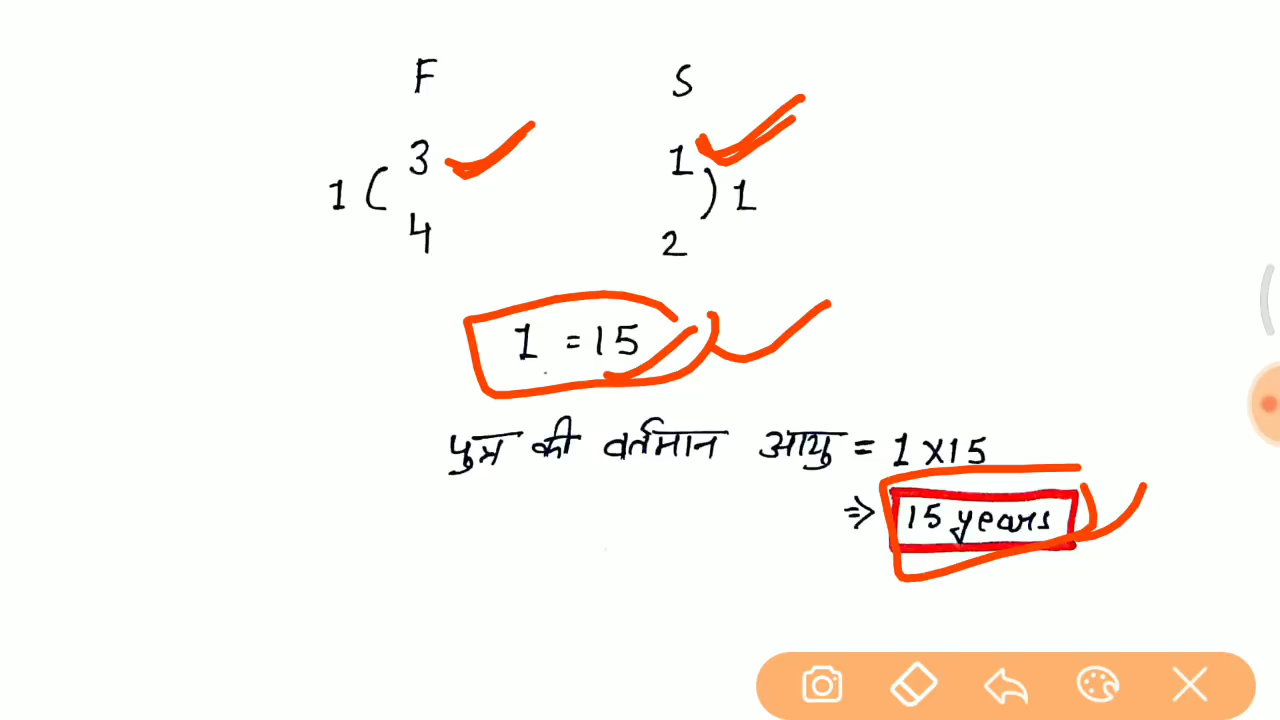 F S
3 1
1 ( ) 1
4 2
1 = 15
पुत्र की वर्तमान आयु = 1 x 15
⇒ 15 years